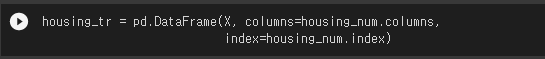 housing_tr = pd.DataFrame(X, columns=housing_num.columns,
index=housing_num.index)